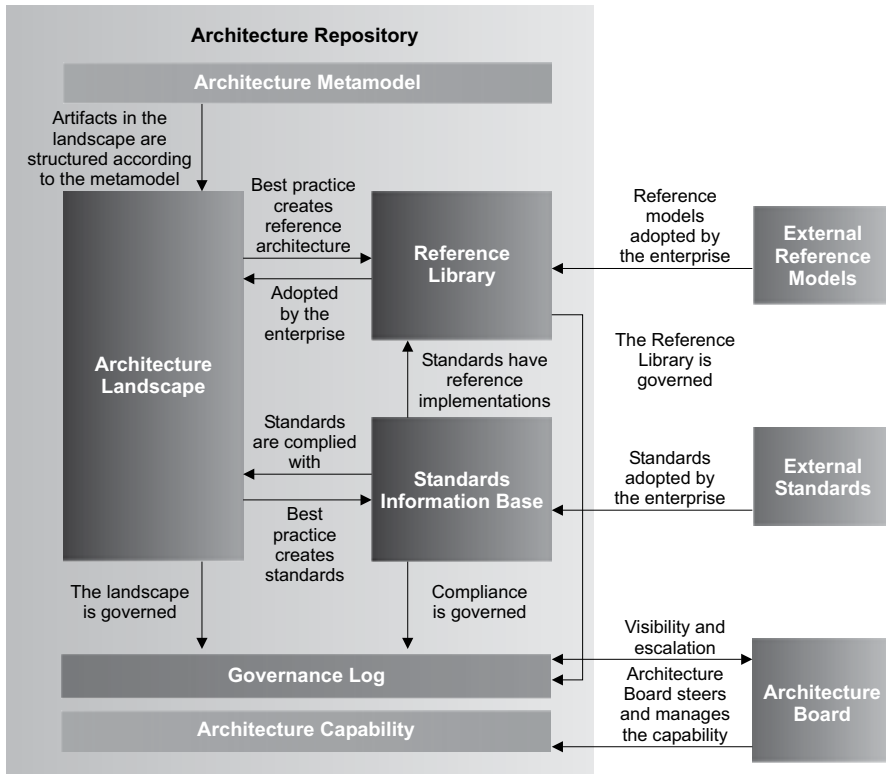 Architecture Repository
Architecture Metamodel
Artifacts in the
landscape are
structured according
to the metamodel
Best practice
creates
reference
architecture
Reference
Library
Reference
models
adopted by
the enterprise
External
Reference
Models
Adopted
by the
enterprise
Architecture
Landscape
Standards have
reference
implementations
The Reference
Library is
governed
Standards
are complied
with
Standards
Information Base
Standards
adopted by
the enterprise
External
Standards
Best
practice
creates
standards
The landscape
is governed
Compliance
is governed
Visibility and
escalation
Governance Log
Architecture
Board steers
and manages
the capability
Architecture
Board
Architecture Capability